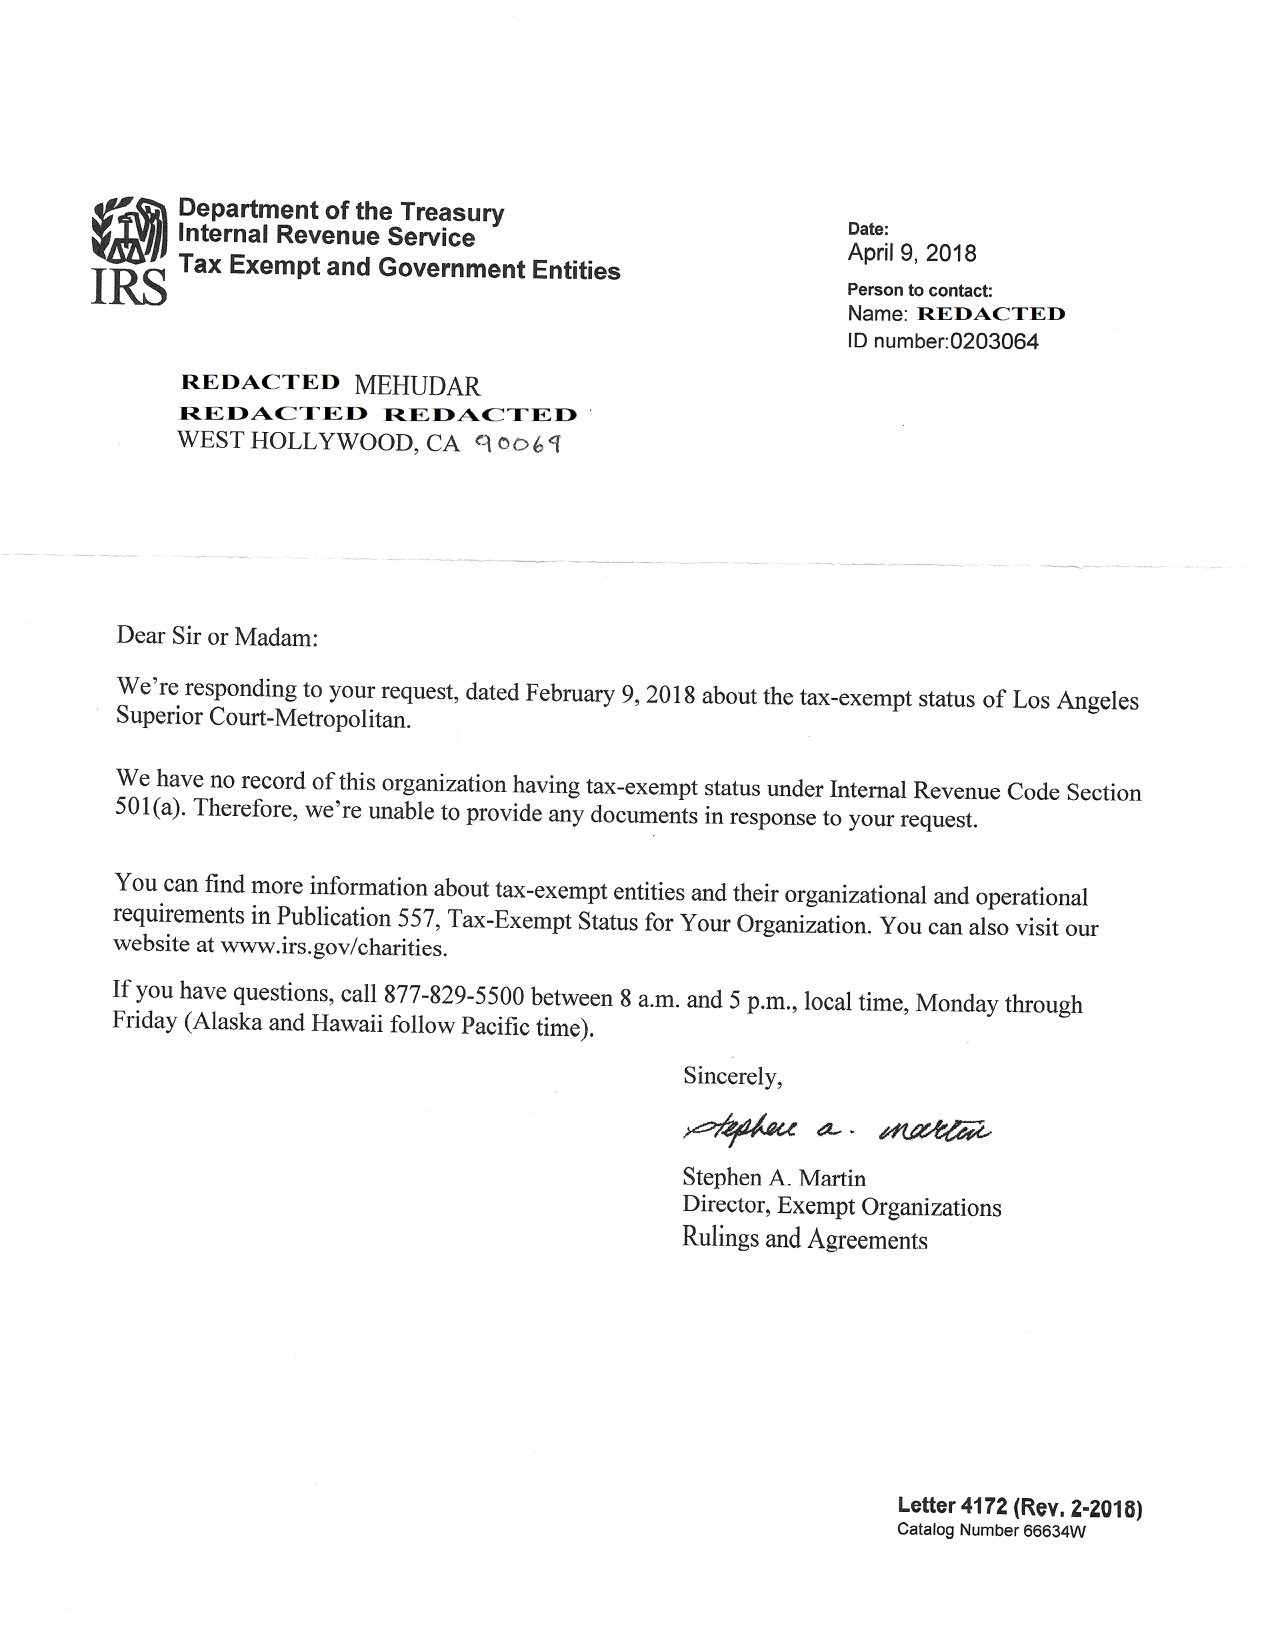 Department of the Treasury
Internal Revenue Service
Tax Exempt and Government Entities
IRS
Date:
April 9, 2018
Person to contact:
Name: REDACTED
ID number:0203064
REDACTED MEHUDAR
REDACTED REDACTED
WEST HOLLYWOOD, CA 90069
Dear Sir or Madam:
We're responding to your request, dated February 9, 2018 about the tax-exempt status of Los Angeles
Superior Court-Metropolitan.
We have no record of this organization having tax-exempt status under Internal Revenue Code Section
501(a). Therefore, we're unable to provide any documents in response to your request.
You can find more information about tax-exempt entities and their organizational and operational
requirements in Publication 557, Tax-Exempt Status for Your Organization. You can also visit our
website at www.irs.gov/charities.
If you have questions, call 877-829-5500 between 8 a.m. and 5 p.m., local time, Monday through
Friday (Alaska and Hawaii follow Pacific time).
Sincerely,
Stephen A. Martin
Stephen A. Martin
Director, Exempt Organizations
Rulings and Agreements
Letter 4172 (Rev. 2-2018)
Catalog Number 66634W